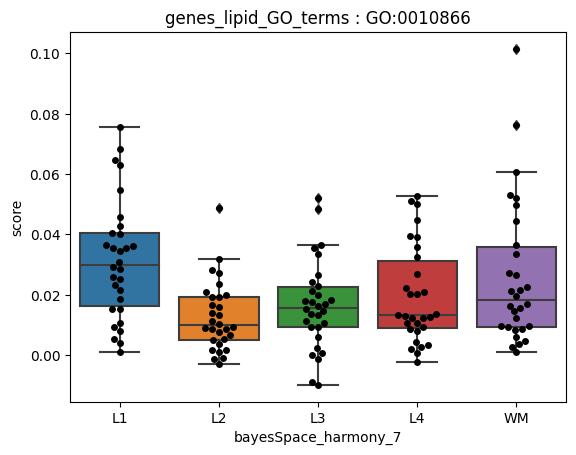 genes_lipid_GO_terms : GO:0010866
0.10
0.08
0.06
0.04
0.02
0.00
score
L1 L2 L3 L4 WM
bayesSpace_harmony_7